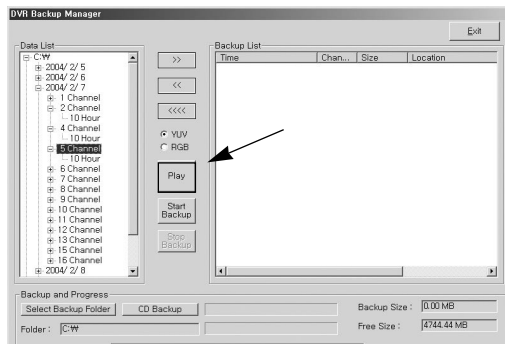 DVR Backup Manager
Exit
Data List
C:₩
2004/ 2/ 5
2004/ 2/ 6
2004/ 2/ 7
1 Channel
2 Channel
10 Hour
4 Channel
10 Hour
5 Channel
10 Hour
6 Channel
7 Channel
8 Channel
9 Channel
10 Channel
11 Channel
12 Channel
13 Channel
15 Channel
16 Channel
2004/ 2/ 8
>>
<<
<<<<
YUV
RGB
Play
Start
Backup
Stop
Backup
Backup List
Time Chan... Size Location
Backup and Progress
Select Backup Folder CD Backup
Backup Size : 0.00 MB
Folder : C:₩
Free Size : 4744.44 MB